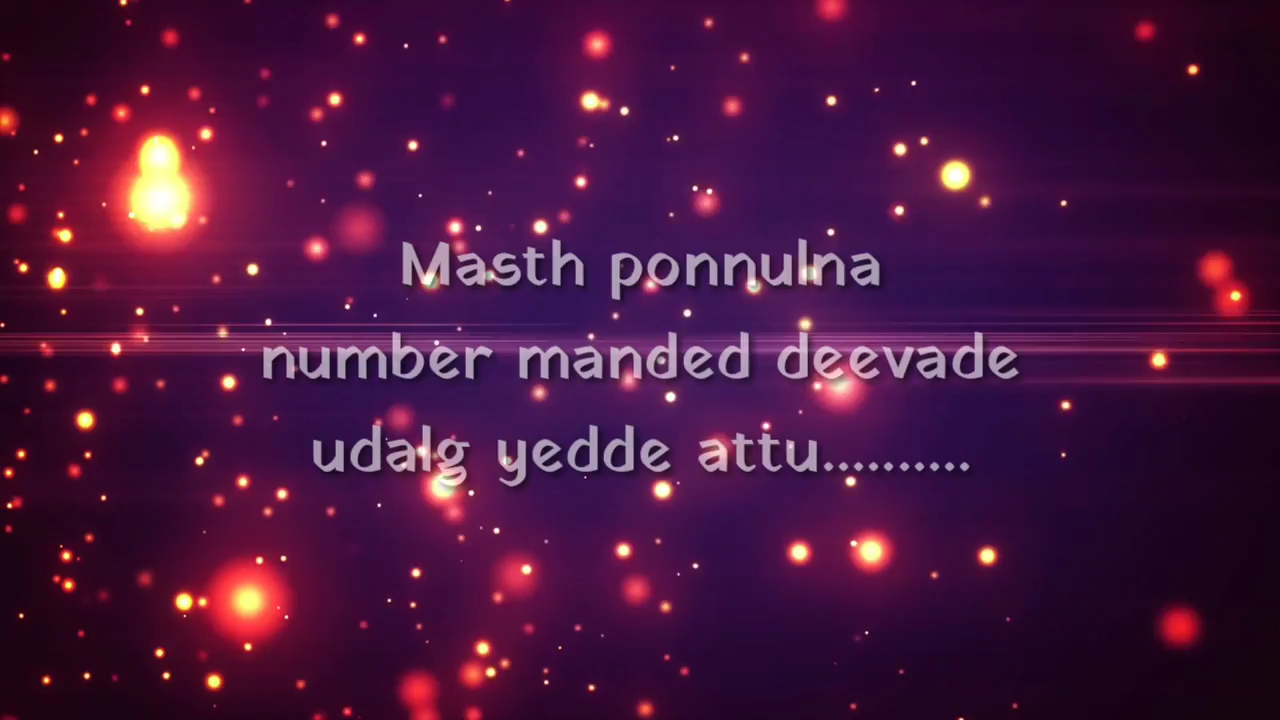 Masth ponnulna
number manded deevade
udalg yedde attu..........